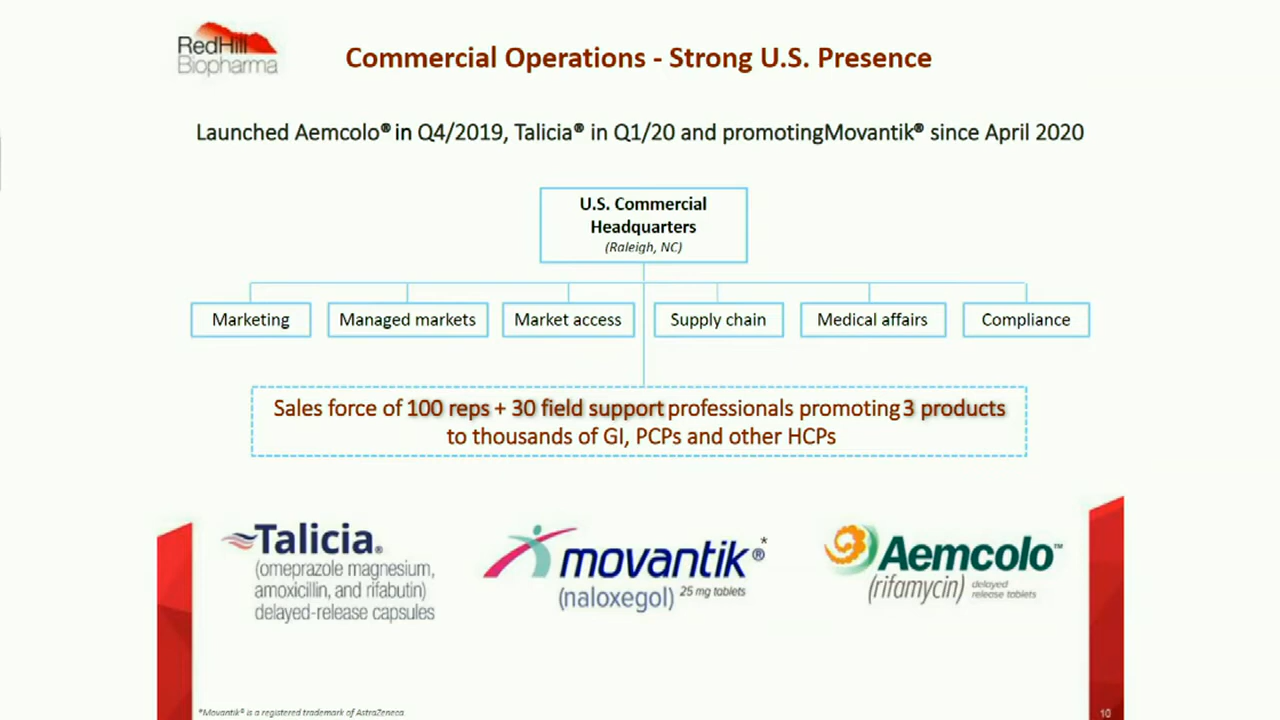 RedHill
Biopharma
Commercial Operations - Strong U.S. Presence
Launched Aemcolo® in Q4/2019, Talicia® in Q1/20 and promotingMovantik® since April 2020
U.S. Commercial
Headquarters
(Raleigh, NC)
Marketing
Managed markets
Market access
Supply chain
Medical affairs
Compliance
Sales force of 100 reps + 30 field support professionals promoting 3 products
to thousands of GI, PCPs and other HCPs
Talicia®
(omeprazole magnesium,
amoxicillin, and rifabutin)
delayed-release capsules
movantik®*
(naloxegol) 25 mg tablets
Aemcolo™
(rifamycin) delayed
release tablets
*Movantik® is a registered trademark of AstraZeneca
10